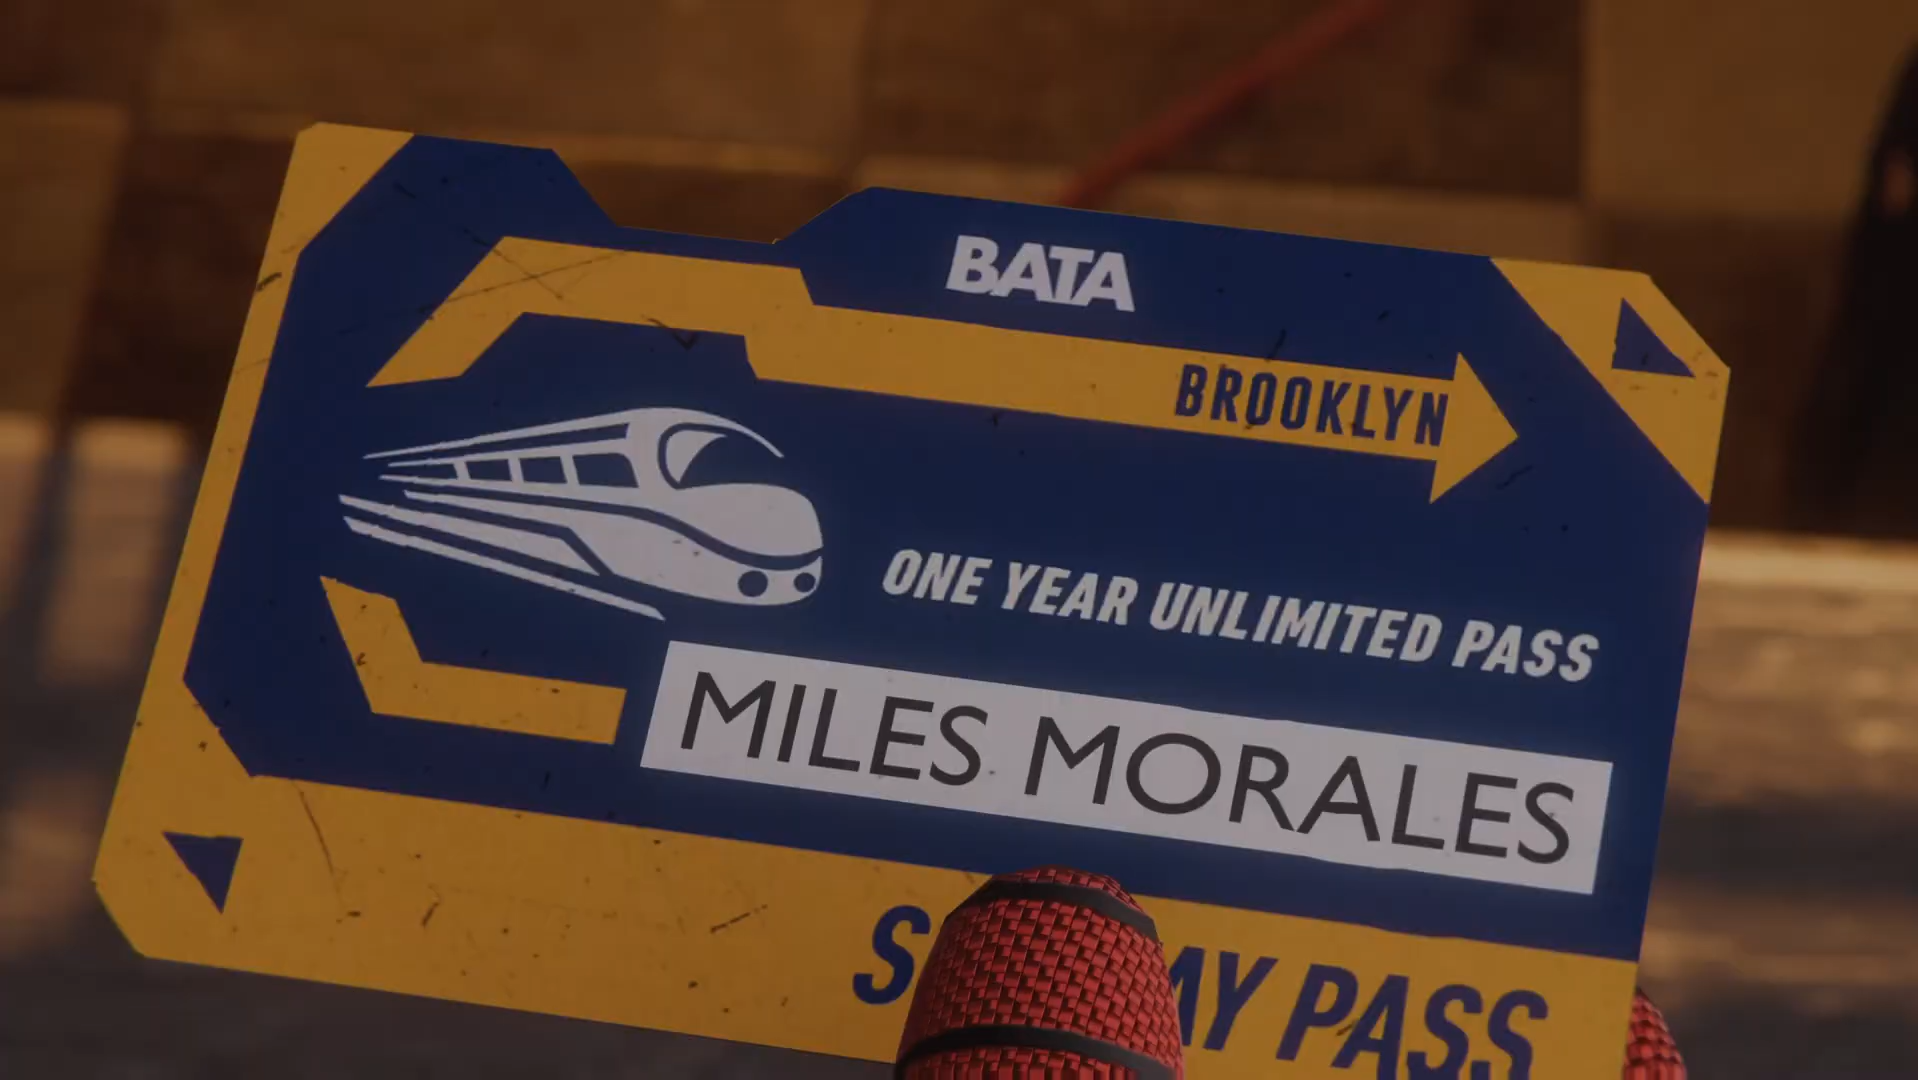 BATA
BROOKLYN
ONE YEAR UNLIMITED PASS
MILES MORALES
PASS